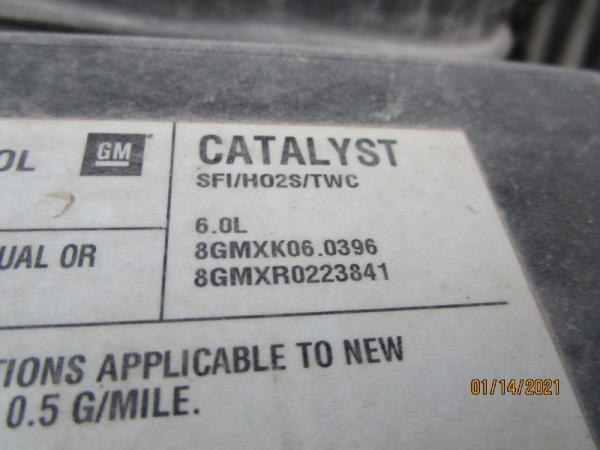 OL
GM
CATALYST
SFI/HO2S/TWC
6.0L
8GMXK06.0396
8GMXR0223841
UAL OR
TIONS APPLICABLE TO NEW
0.5 G/MILE.
01/14/2021